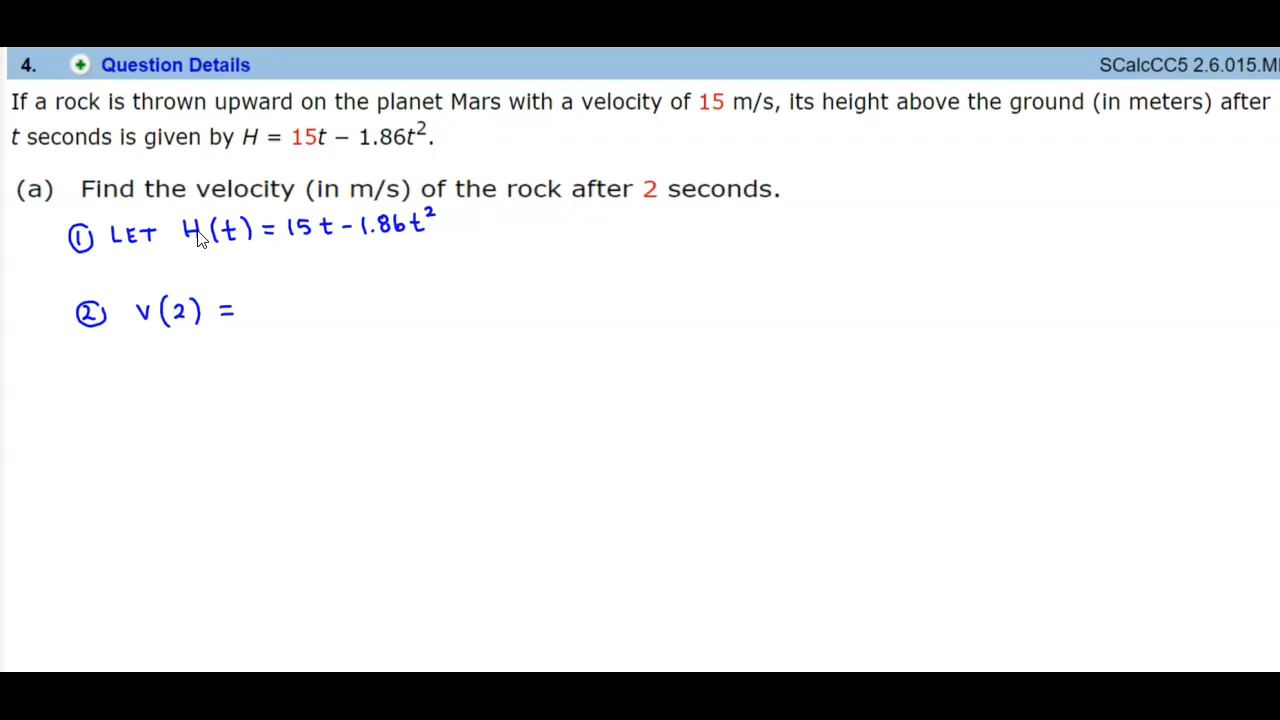 4. Question Details SCalcCC5 2.6.015.MI
If a rock is thrown upward on the planet Mars with a velocity of 15 m/s, its height above the ground (in meters) after
t seconds is given by H = 15t − 1.86t².
(a) Find the velocity (in m/s) of the rock after 2 seconds.
① LET H(t) = 15t − 1.86t²
② v(2) =